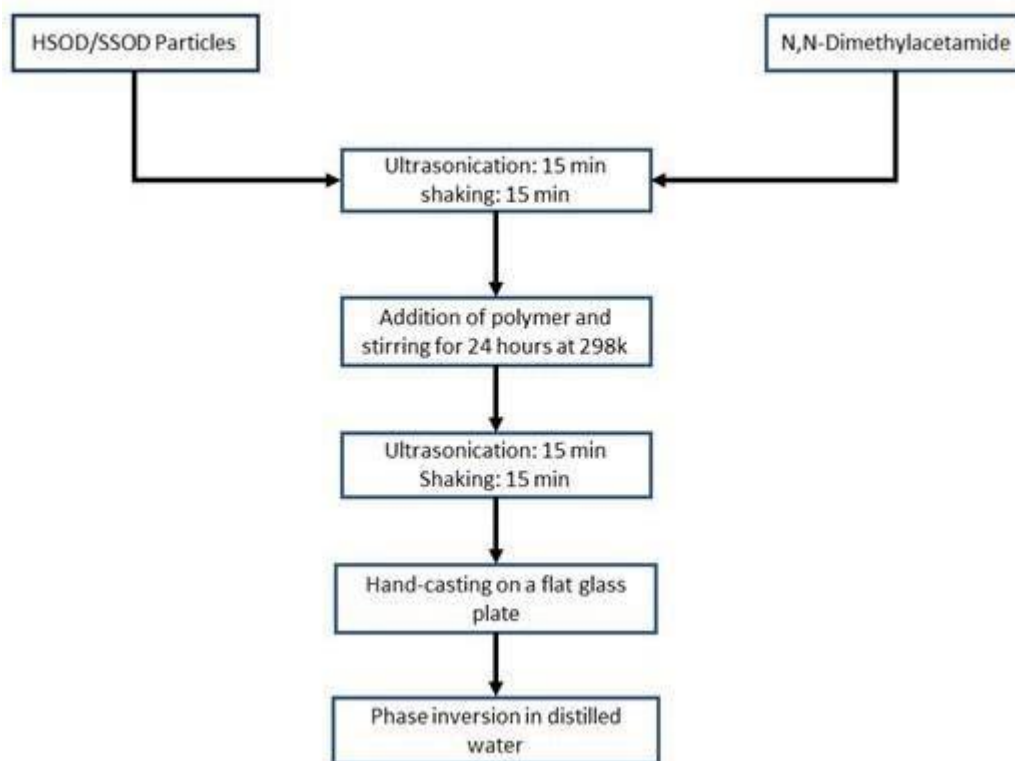 HSOD/SSOD Particles
N,N-Dimethylacetamide
Ultrasonication: 15 min
shaking: 15 min
Addition of polymer and
stirring for 24 hours at 298k
Ultrasonication: 15 min
Shaking: 15 min
Hand-casting on a flat glass
plate
Phase inversion in distilled
water